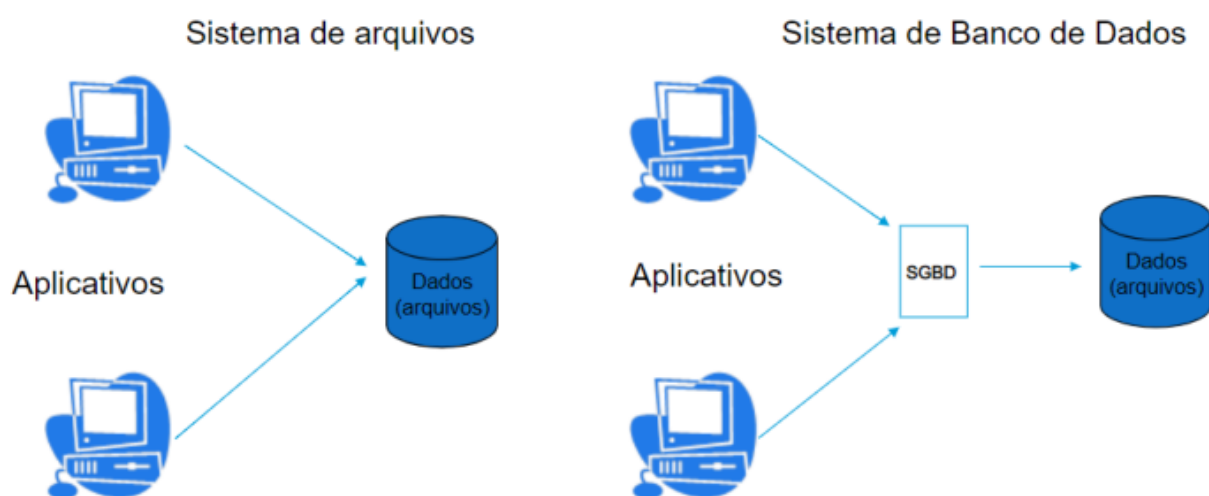 Sistema de arquivos
Aplicativos
Dados
(arquivos)
Sistema de Banco de Dados
Aplicativos
SGBD
Dados
(arquivos)